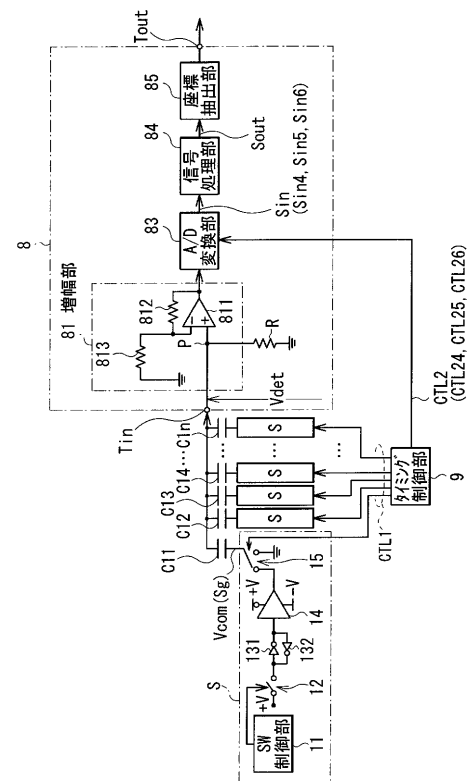 8
81 増幅部
813
812
P
－
＋
811
R
Vdet
Tin
83
A/D
変換部
Sin
(Sin4, Sin5, Sin6)
84
信号
処理部
Sout
85
座標
抽出部
Tout
C11
C12
C13
C14
…
C1n
S
S
S
…
S
Vcom(Sg)
CTL1
タイミング
制御部
9
CTL2
(CTL24, CTL25, CTL26)
S
SW
制御部
11
+V
12
131
132
+V
-V
14
15